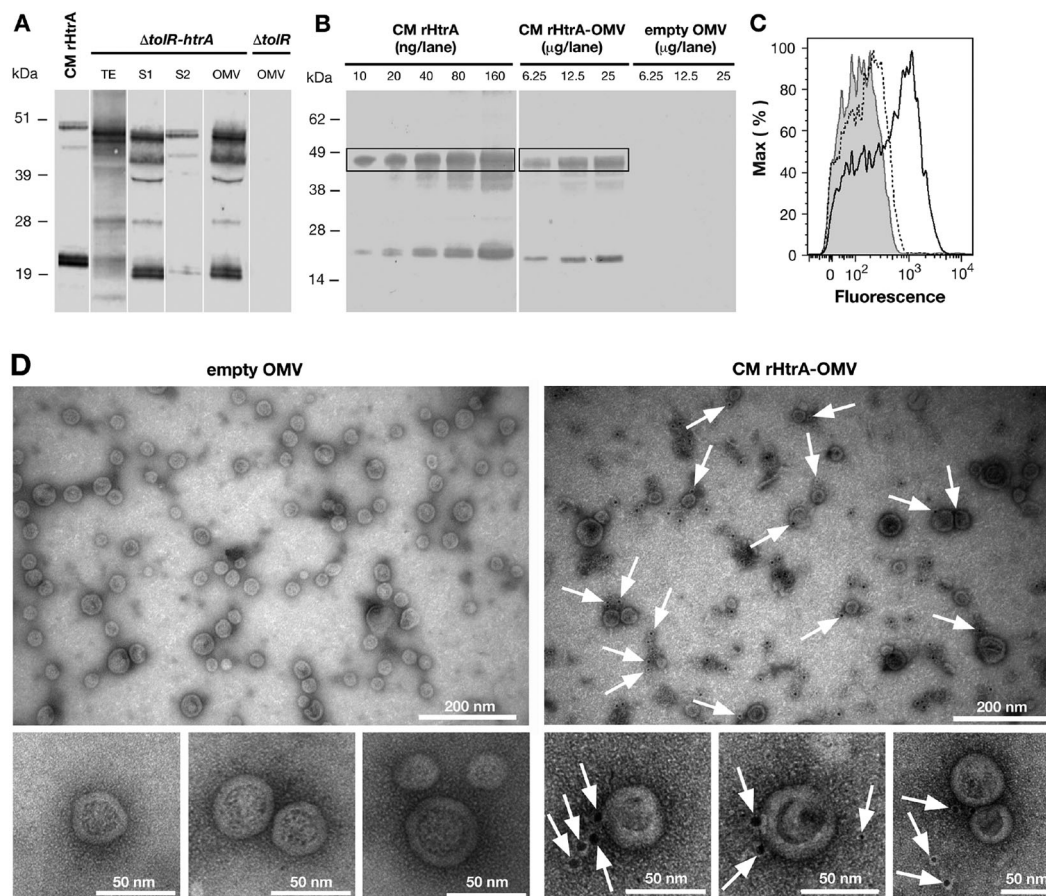 A
CM rHtrA
ΔtolR-htrA
ΔtolR
kDa
TE S1 S2 OMV OMV
51
39
28
19
B
CM rHtrA
(ng/lane)
CM rHtrA-OMV
(µg/lane)
empty OMV
(µg/lane)
kDa
10 20 40 80 160 6.25 12.5 25 6.25 12.5 25
62
49
38
28
14
C
Max ( % )
100
80
60
40
20
0
0 10² 10³ 10⁴
Fluorescence
D
empty OMV
CM rHtrA-OMV
200 nm
200 nm
50 nm
50 nm
50 nm
50 nm
50 nm
50 nm